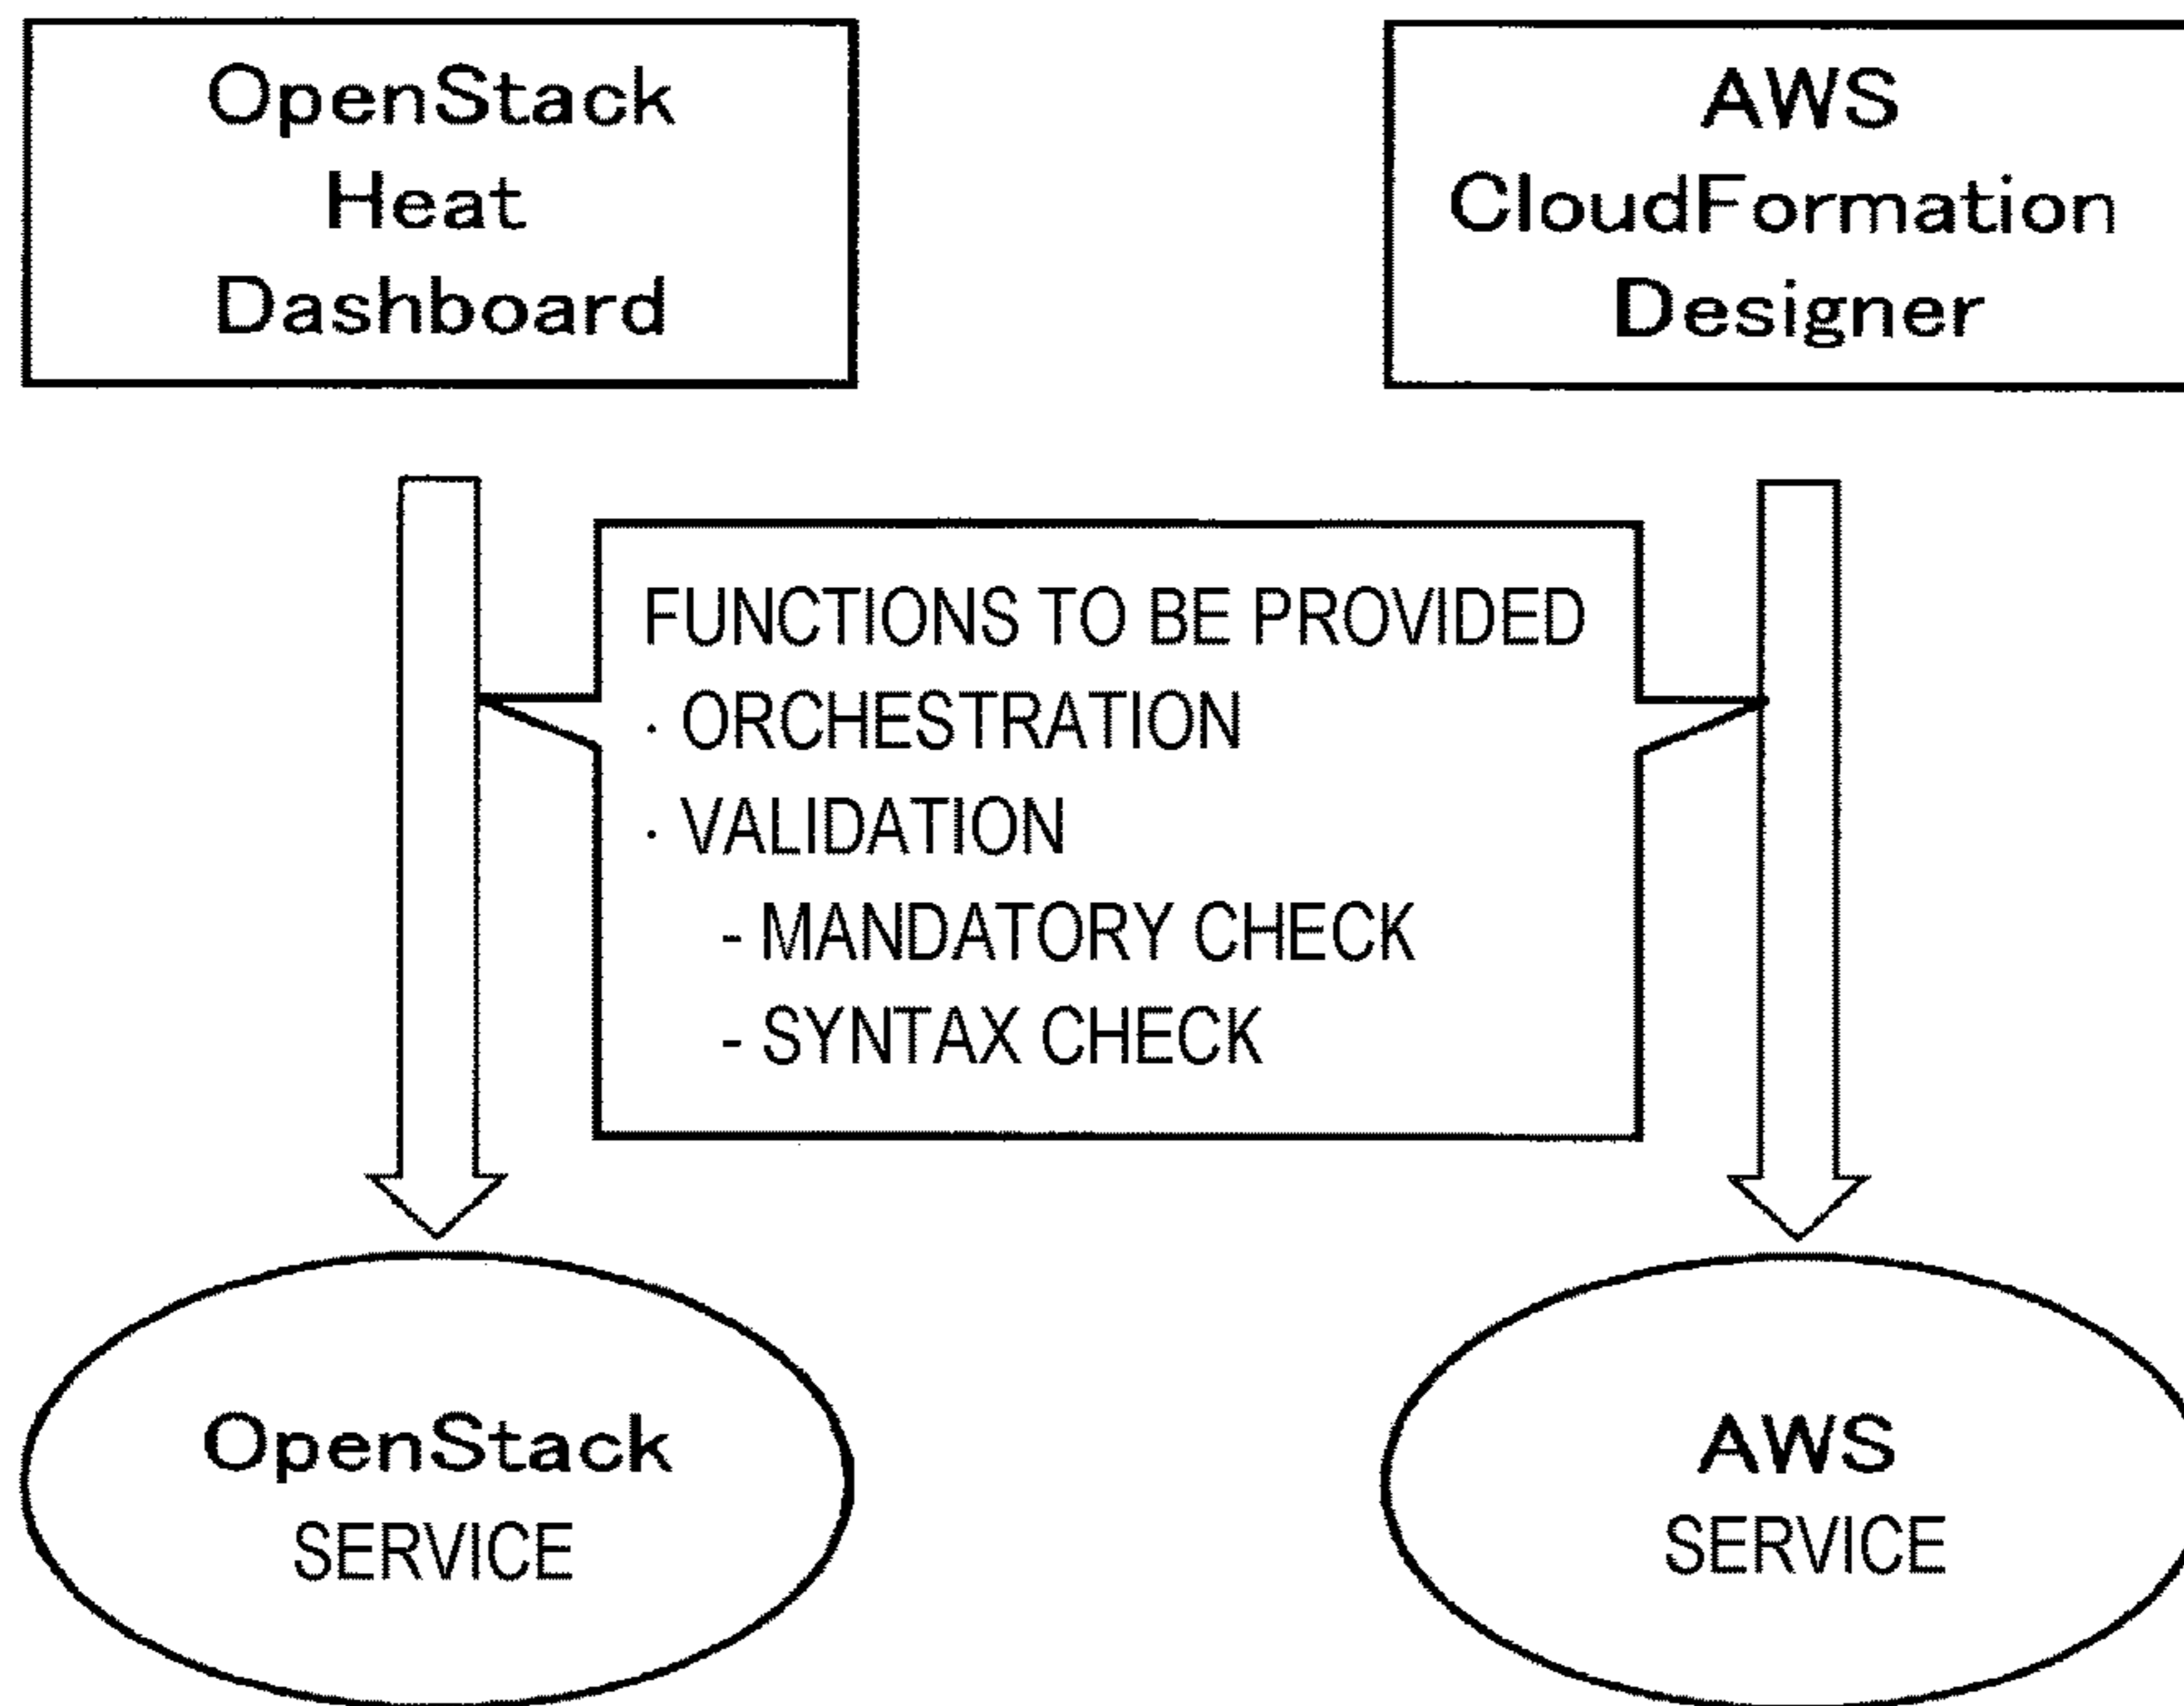 OpenStack
Heat
Dashboard
AWS
CloudFormation
Designer
FUNCTIONS TO BE PROVIDED
· ORCHESTRATION
· VALIDATION
- MANDATORY CHECK
- SYNTAX CHECK
OpenStack
SERVICE
AWS
SERVICE